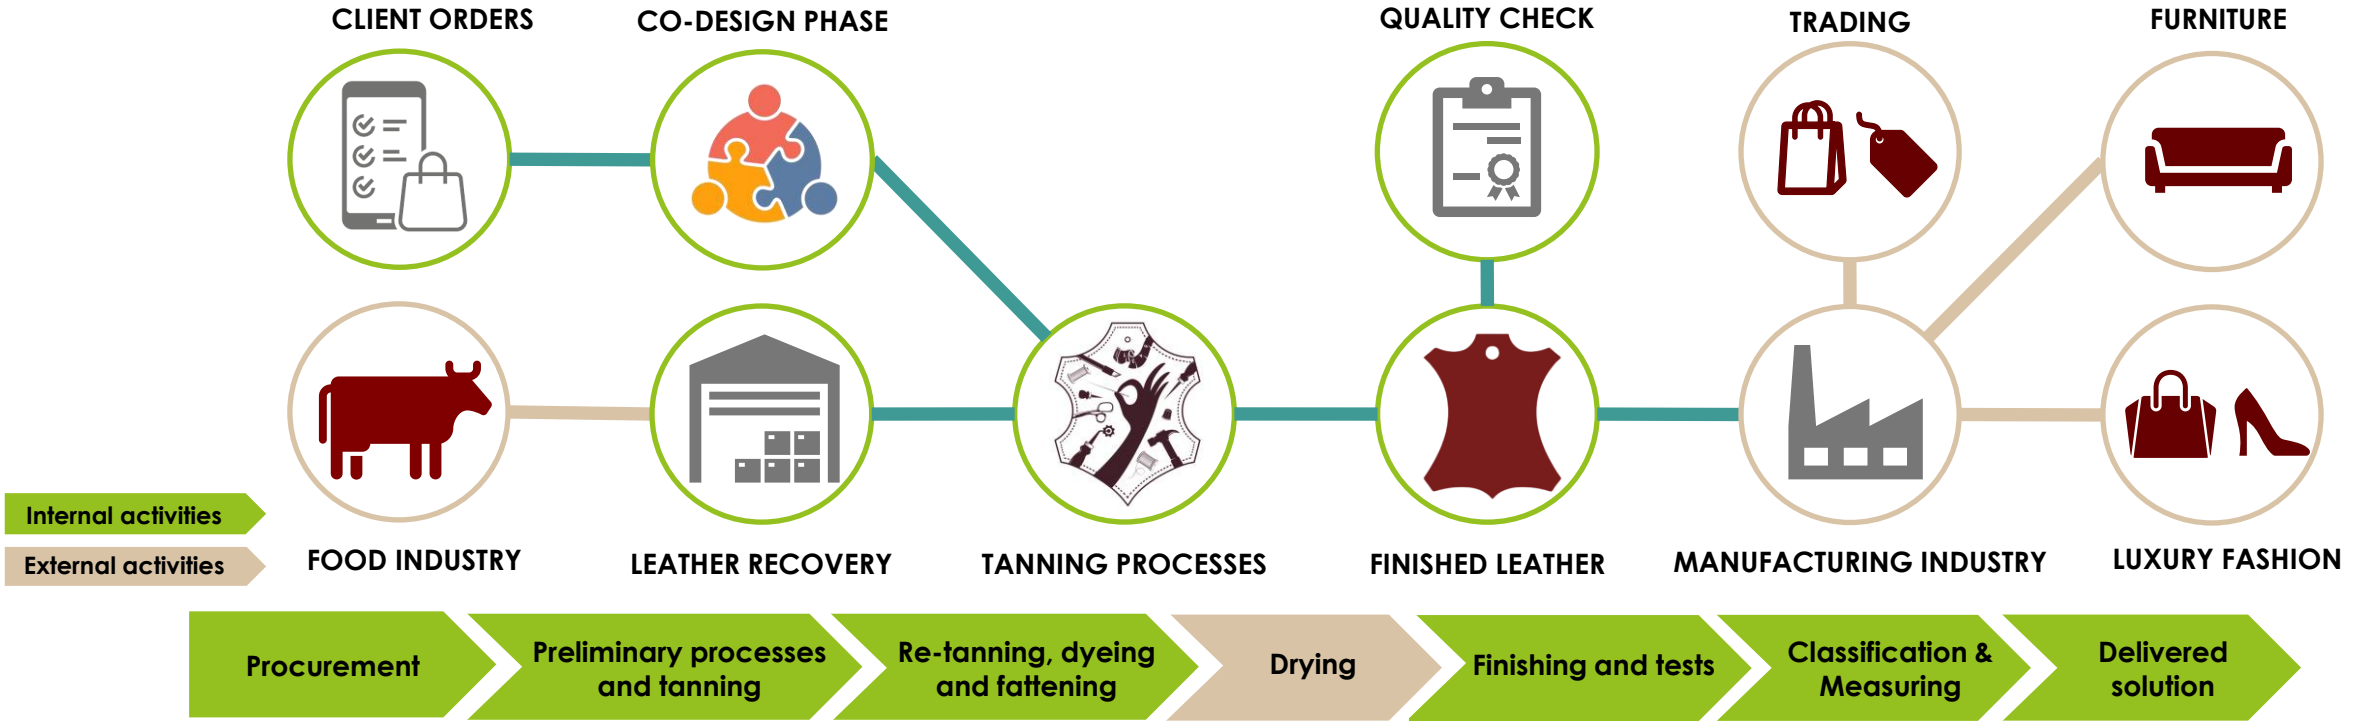 CLIENT ORDERS
CO-DESIGN PHASE
QUALITY CHECK
TRADING
FURNITURE
Internal activities
External activities
FOOD INDUSTRY
LEATHER RECOVERY
TANNING PROCESSES
FINISHED LEATHER
MANUFACTURING INDUSTRY
LUXURY FASHION
Procurement
Preliminary processes
and tanning
Re-tanning, dyeing
and fattening
Drying
Finishing and tests
Classification &
Measuring
Delivered
solution